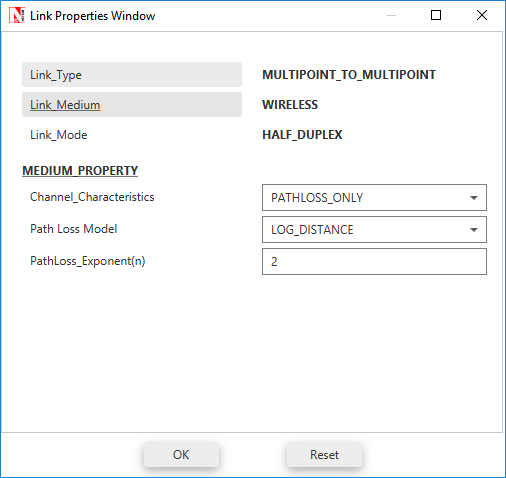 Link Properties Window
Link_Type MULTIPOINT_TO_MULTIPOINT
Link_Medium WIRELESS
Link_Mode HALF_DUPLEX
MEDIUM_PROPERTY
Channel_Characteristics PATHLOSS_ONLY
Path Loss Model LOG_DISTANCE
PathLoss_Exponent(n) 2
OK Reset